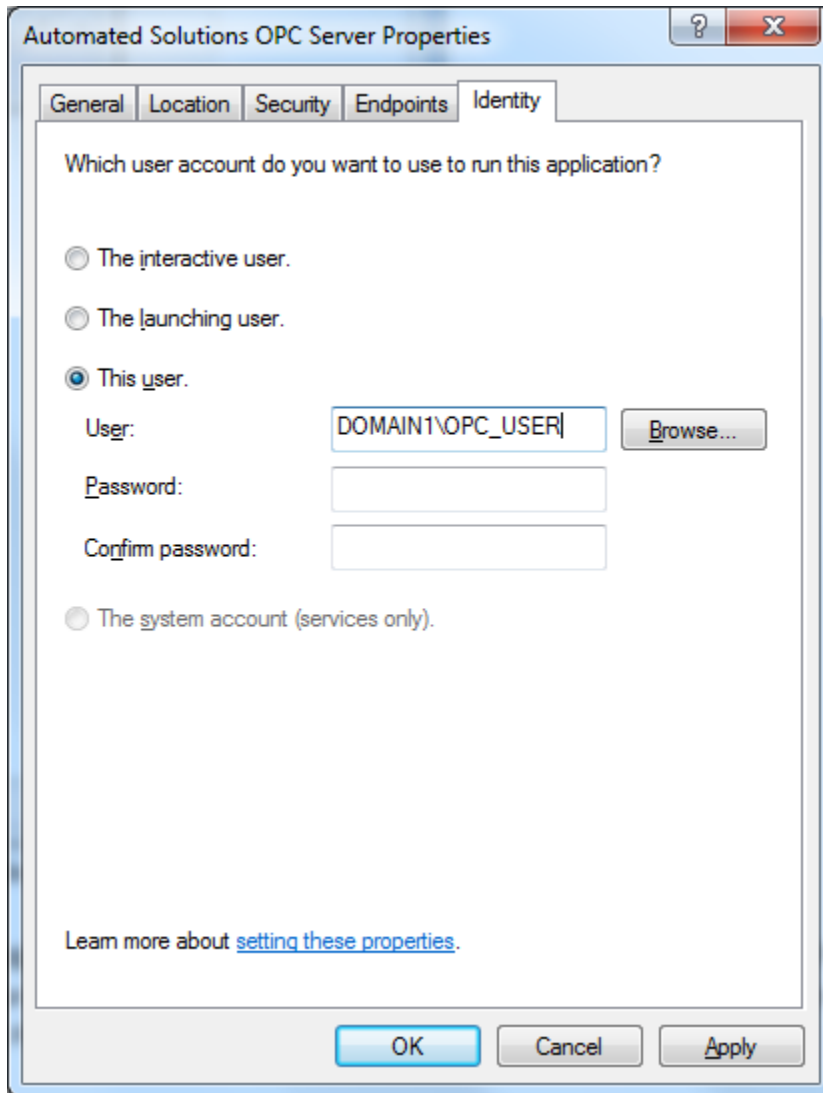 Automated Solutions OPC Server Properties
General Location Security Endpoints Identity
Which user account do you want to use to run this application?
The interactive user.
The launching user.
This user.
User: DOMAIN1\OPC_USER Browse...
Password:
Confirm password:
The system account (services only).
Learn more about setting these properties.
OK Cancel Apply